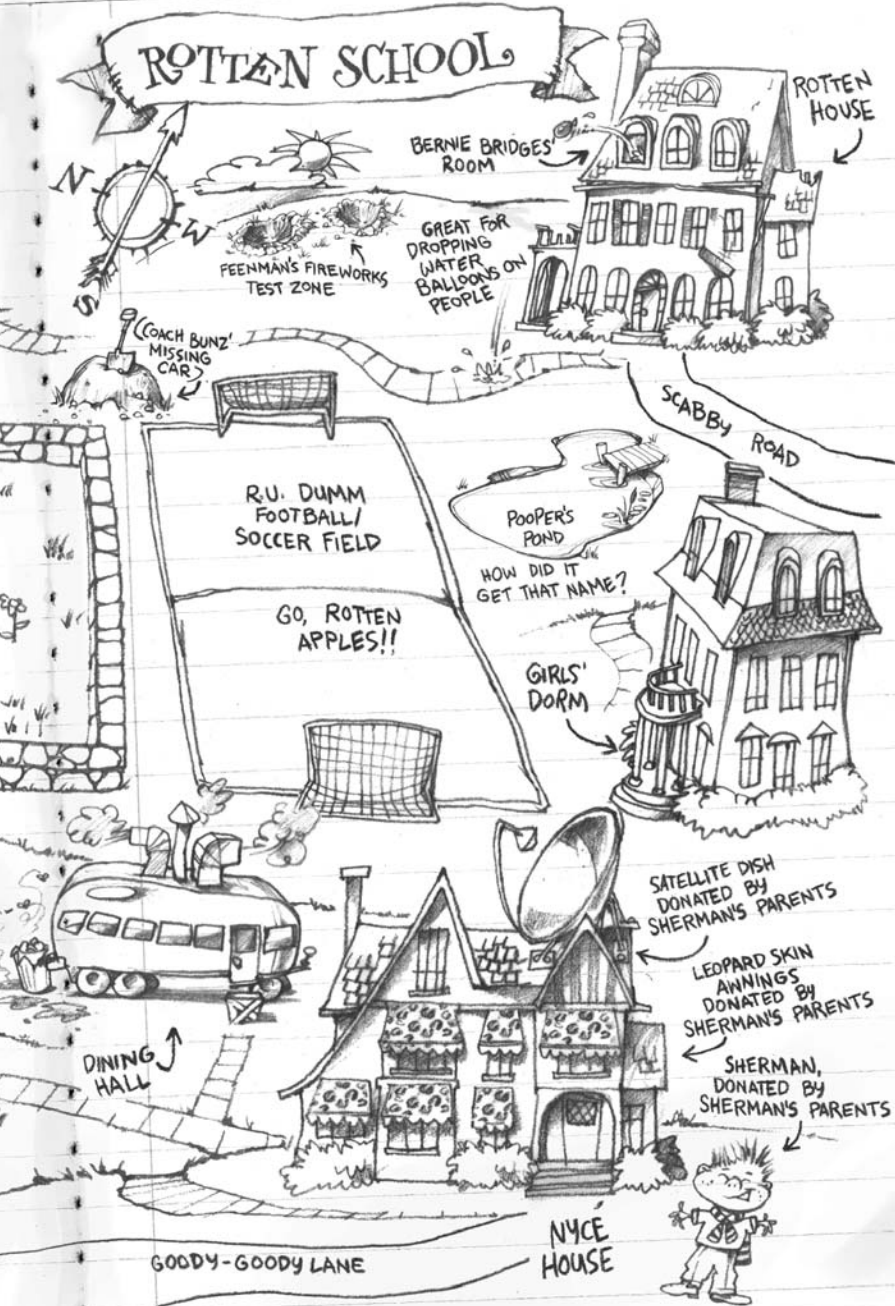 ROTTEN SCHOOL
ROTTEN
HOUSE
BERNIE BRIDGES'
ROOM
N
W
S
FEENMAN'S FIREWORKS
TEST ZONE
GREAT FOR
DROPPING
WATER
BALLOONS ON
PEOPLE
(COACH BUNZ'
MISSING
CAR)
SCABBY ROAD
R.U. DUMM
FOOTBALL/
SOCCER FIELD
POOPER'S
POND
HOW DID IT
GET THAT NAME?
GO, ROTTEN
APPLES!!
GIRLS'
DORM
SATELLITE DISH
DONATED BY
SHERMAN'S PARENTS
LEOPARD SKIN
AWNINGS
DONATED BY
SHERMAN'S PARENTS
DINING
HALL
SHERMAN,
DONATED BY
SHERMAN'S PARENTS
NYCE
HOUSE
GOODY-GOODY LANE